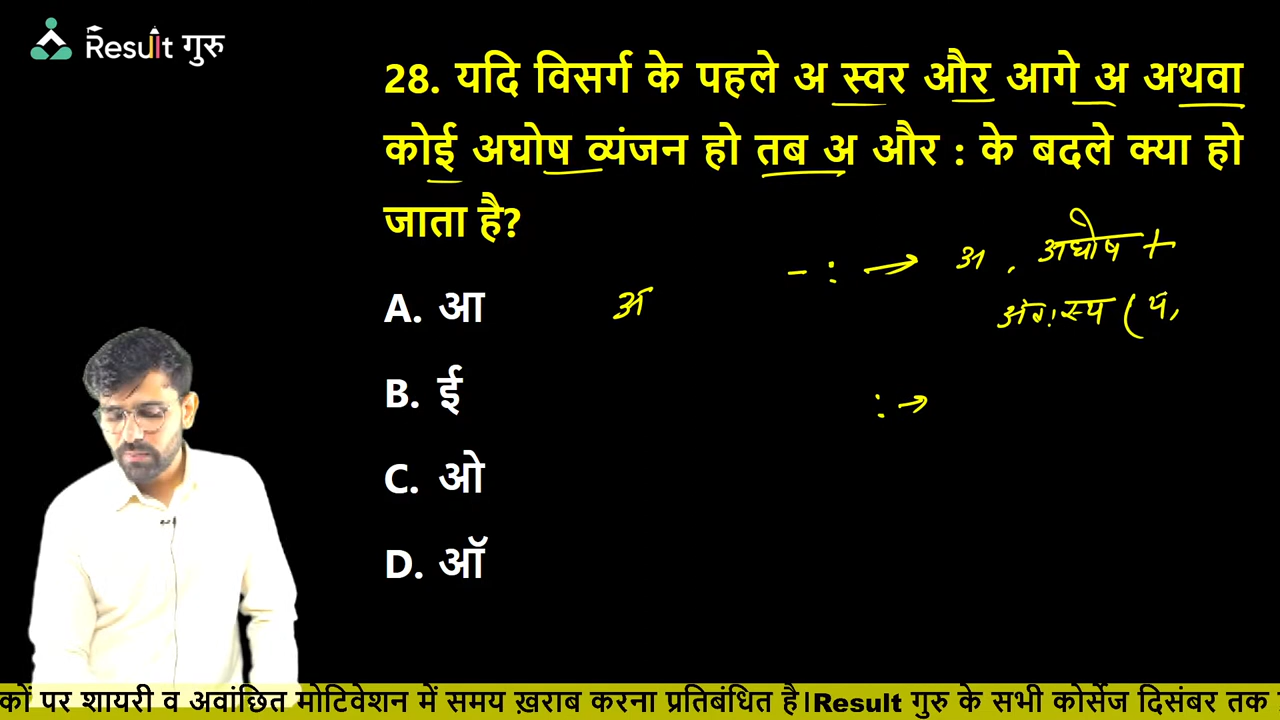 Result गुरु
28. यदि विसर्ग के पहले अ स्वर और आगे अ अथवा
कोई अघोष व्यंजन हो तब अ और : के बदले क्या हो
जाता है?
- : → अ , अघोष +
A. आ
अ
B. ई
: →
C. ओ
D. ऑ
कों पर शायरी व अवांछित मोटिवेशन में समय ख़राब करना प्रतिबंधित है।Result गुरु के सभी कोर्सेज दिसंबर तक